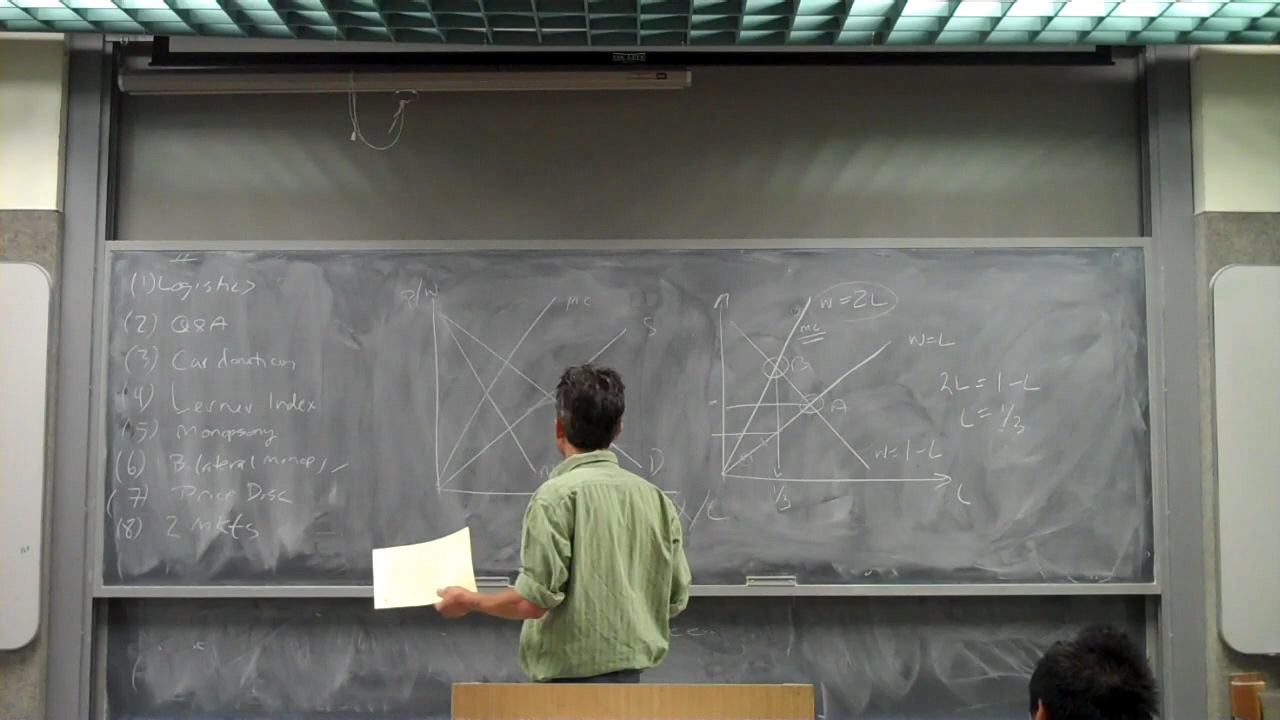 (1) Logistics
(2) Q&A
(3) Car donation
(4) Lerner Index
(5) Monopsony
(6) Bilateral monops
(7) Price Disc
(8) 2 Mkts
P/W
MC
S
D
W=2L
MC
B
W=L
A
2L=1-L
L=1/3
W=1-L
1/3
L